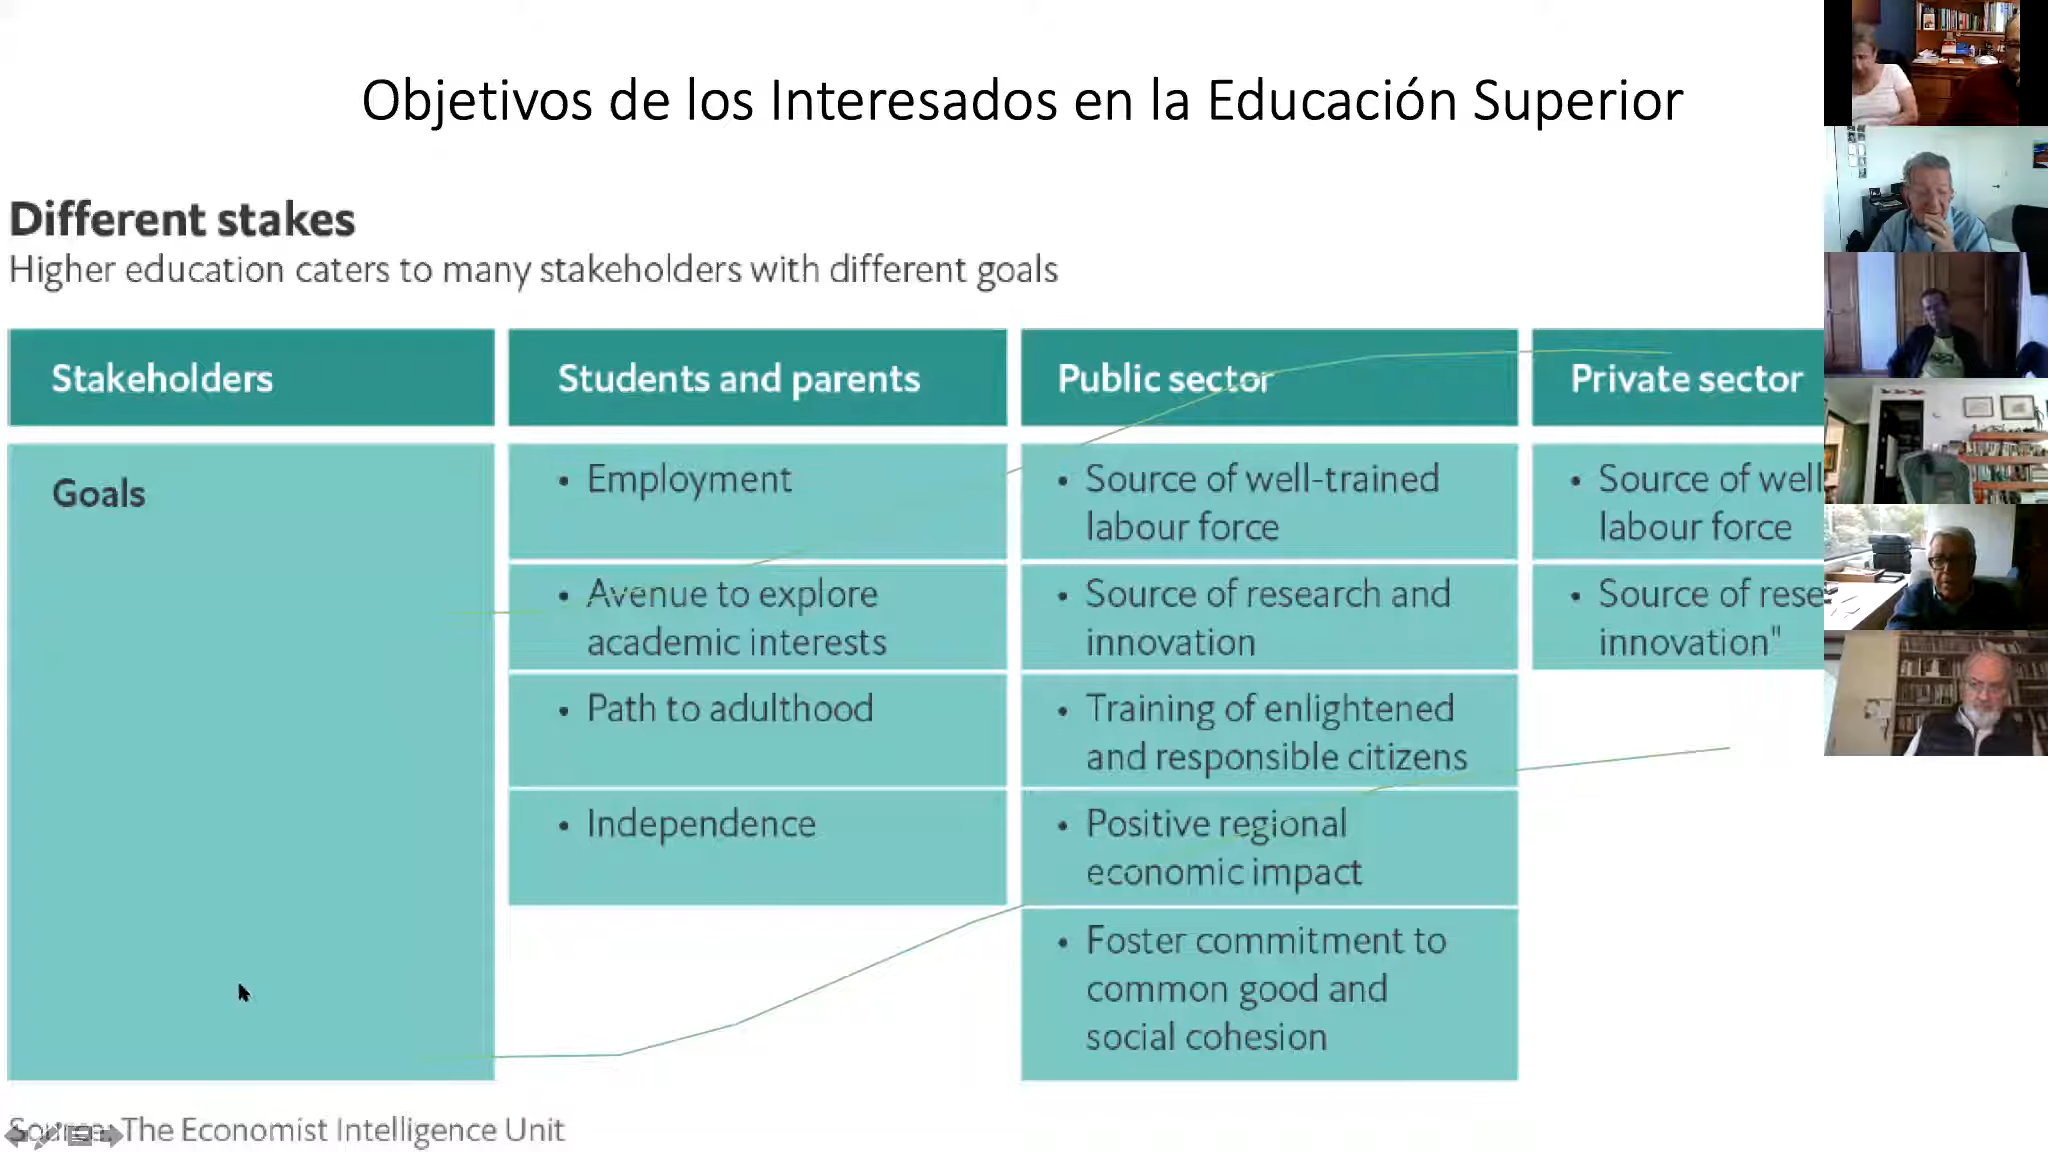 Objetivos de los Interesados en la Educación Superior
Different stakes
Higher education caters to many stakeholders with different goals
Stakeholders
Students and parents
Public sector
Private sector
Goals
• Employment
• Avenue to explore
academic interests
• Path to adulthood
• Independence
• Source of well-trained
labour force
• Source of research and
innovation
• Training of enlightened
and responsible citizens
• Positive regional
economic impact
• Foster commitment to
common good and
social cohesion
• Source of well
labour force
• Source of rese
innovation"
Source: The Economist Intelligence Unit